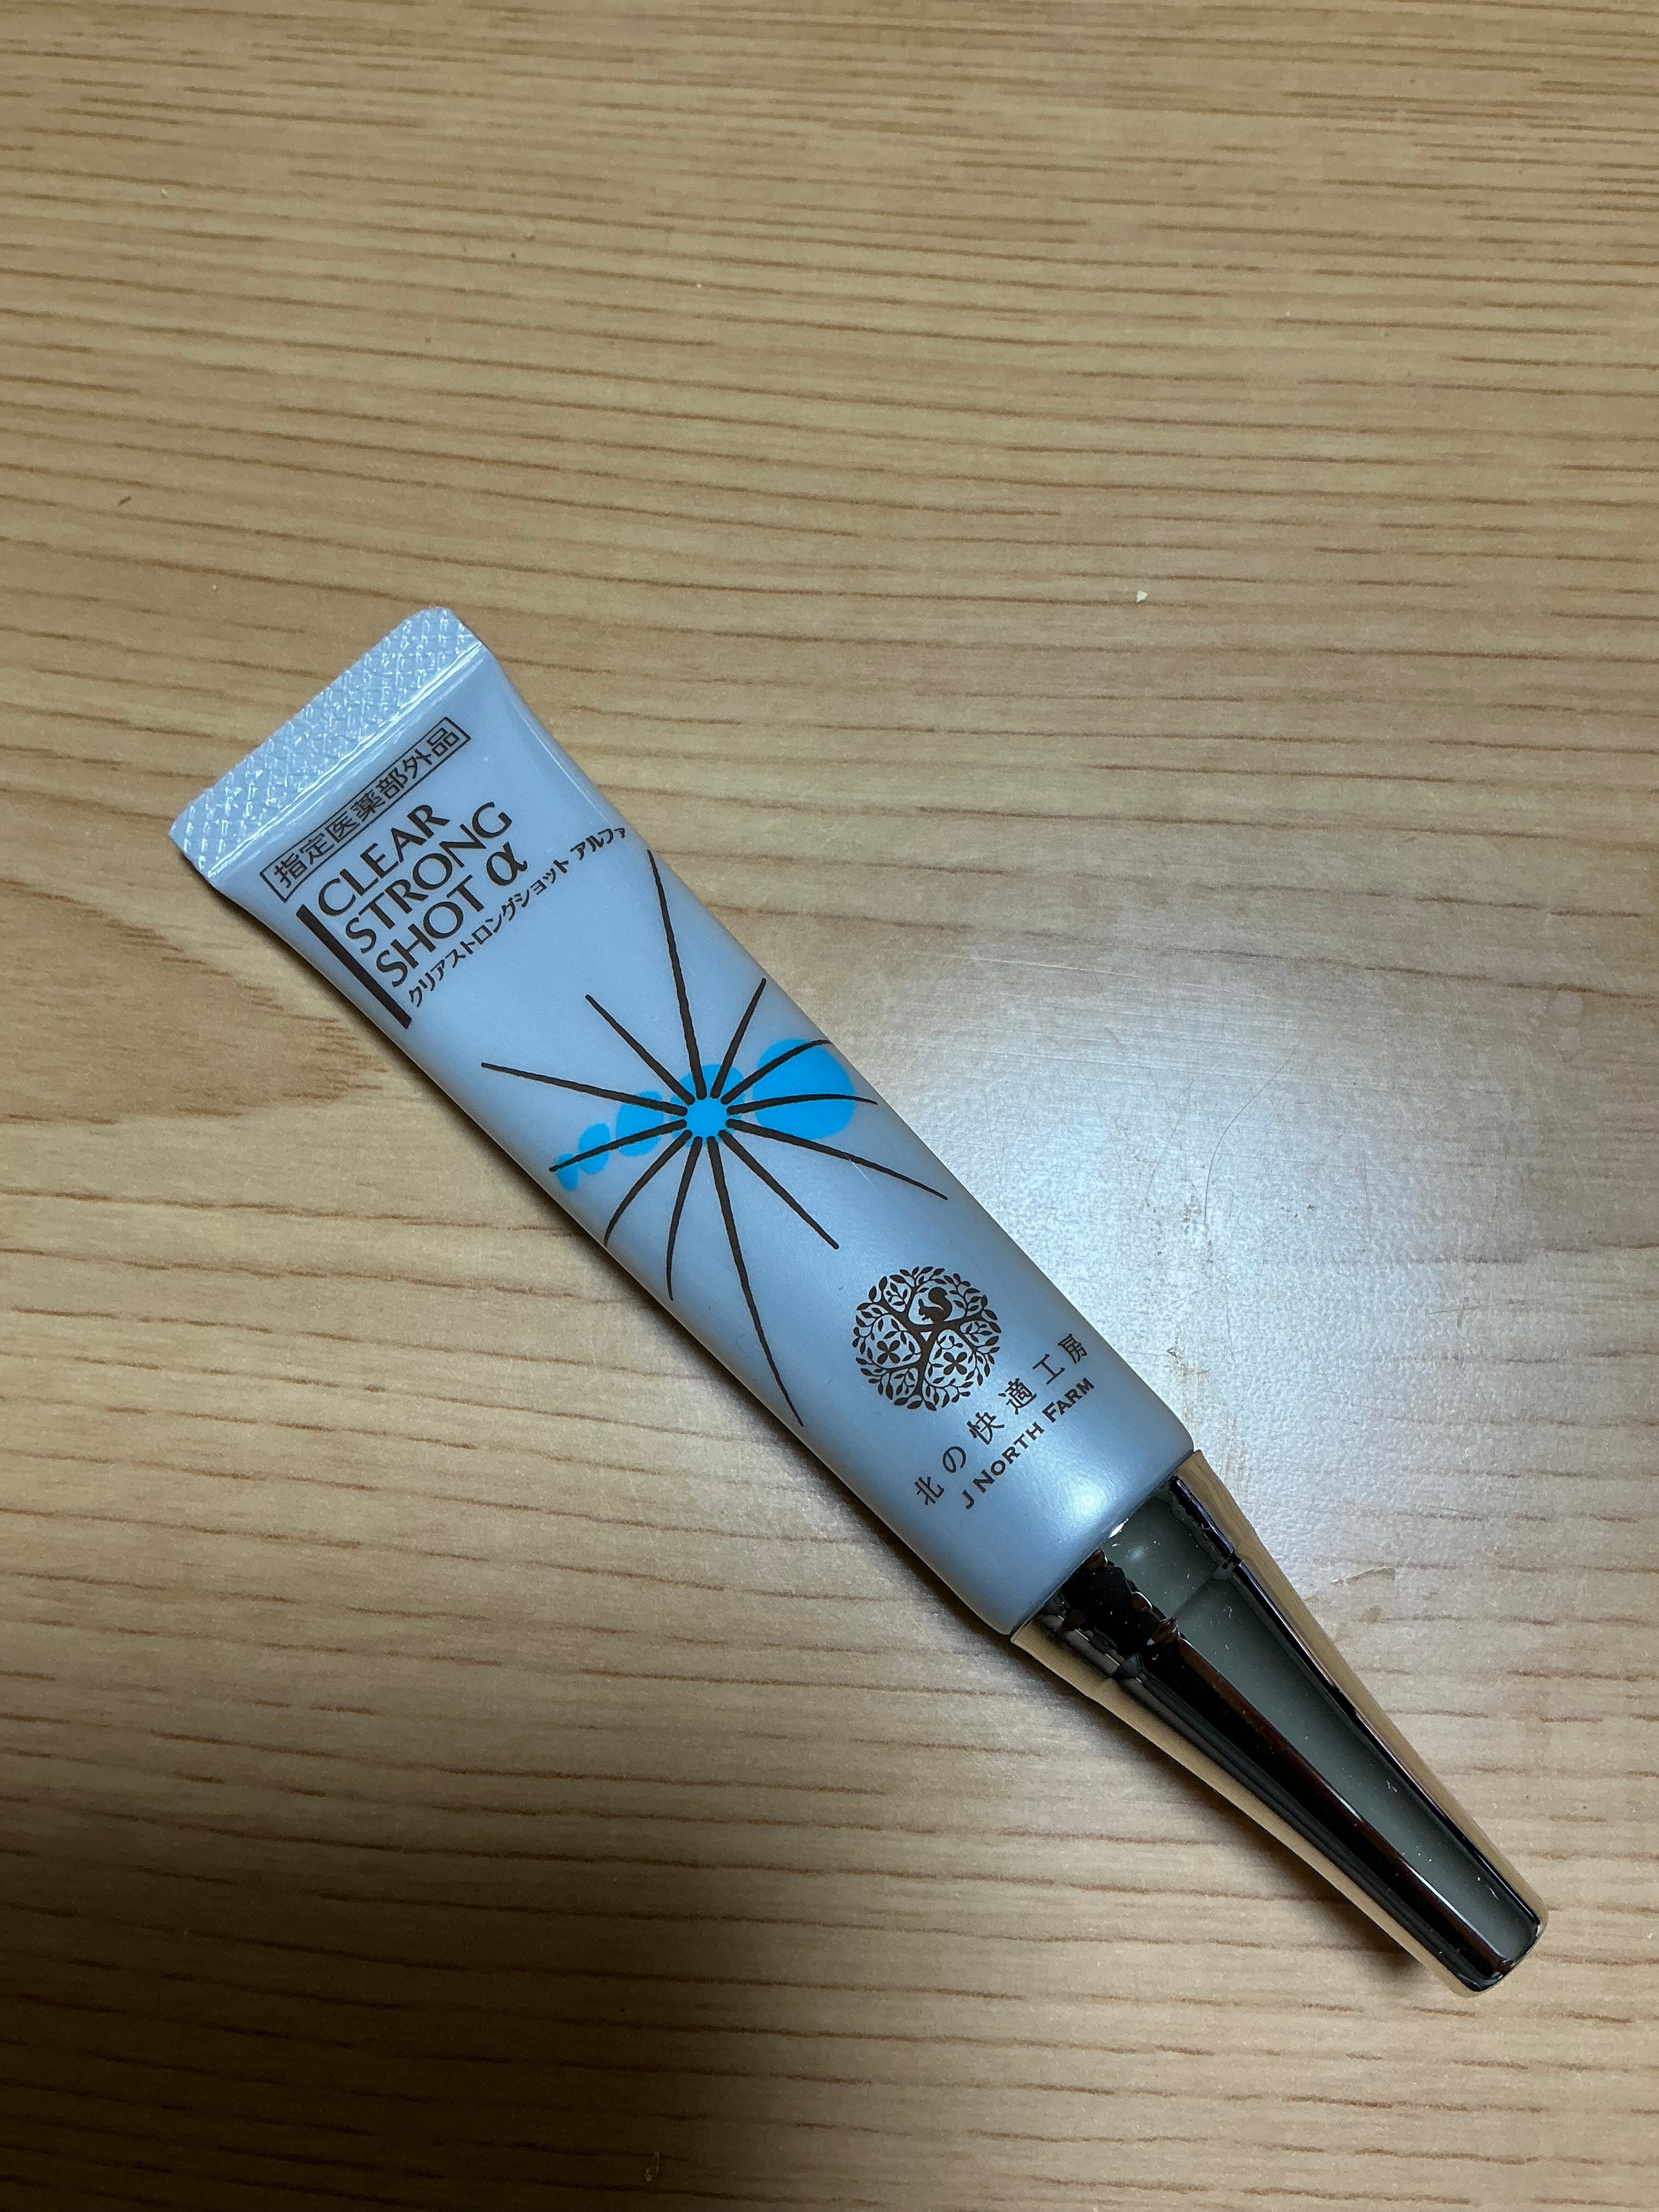 指定医薬部外品
CLEAR
STRONG
SHOT α
クリアストロングショット アルファ
北の快適工房
J NORTH FARM